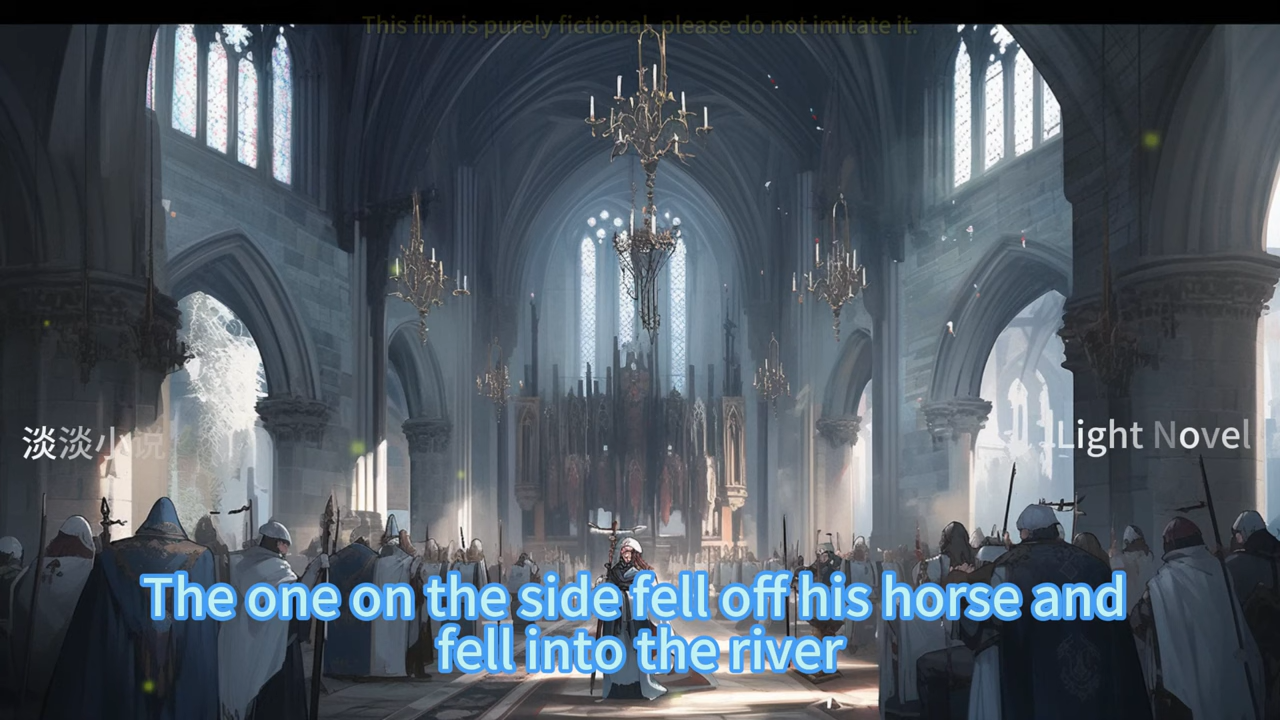 This film is purely fictional, please do not imitate it.
淡淡小说
Light Novel
The one on the side fell off his horse and
fell into the river